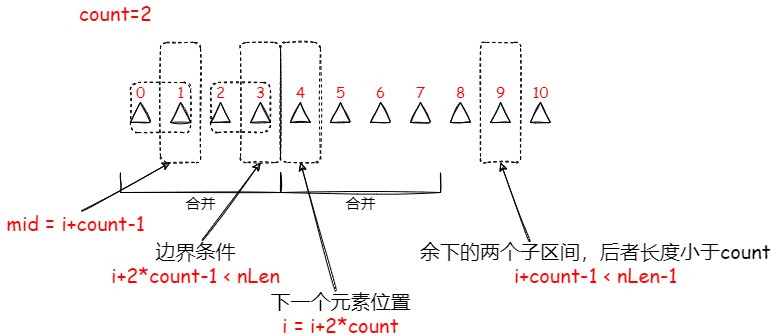 count=2
0 1 2 3 4 5 6 7 8 9 10
合并 合并
mid = i+count-1
边界条件
i+2*count-1 < nLen
余下的两个子区间，后者长度小于count
i+count-1 < nLen-1
下一个元素位置
i = i+2*count